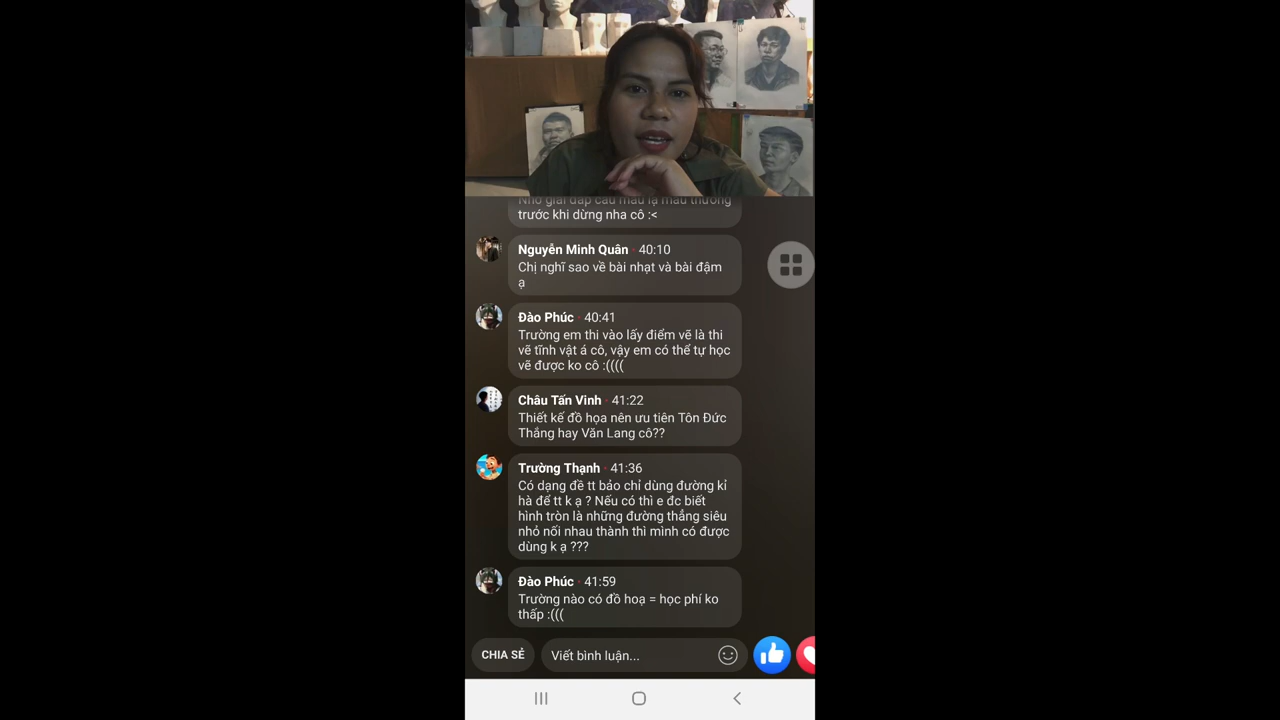 trước khi dừng nha cô :<
Nguyễn Minh Quân · 40:10
Chị nghĩ sao về bài nhạt và bài đậm
ạ
Đào Phúc · 40:41
Trường em thi vào lấy điểm vẽ là thi
vẽ tĩnh vật á cô, vậy em có thể tự học
vẽ được ko cô :((((
Châu Tấn Vinh · 41:22
Thiết kế đồ họa nên ưu tiên Tôn Đức
Thắng hay Văn Lang cô??
Trường Thạnh · 41:36
Có dạng đề tt bảo chỉ dùng đường kỉ
hà để tt k ạ ? Nếu có thì e đc biết
hình tròn là những đường thẳng siêu
nhỏ nối nhau thành thì mình có được
dùng k ạ ???
Đào Phúc · 41:59
Trường nào có đồ hoạ = học phí ko
thấp :(((
CHIA SẺ
Viết bình luận...